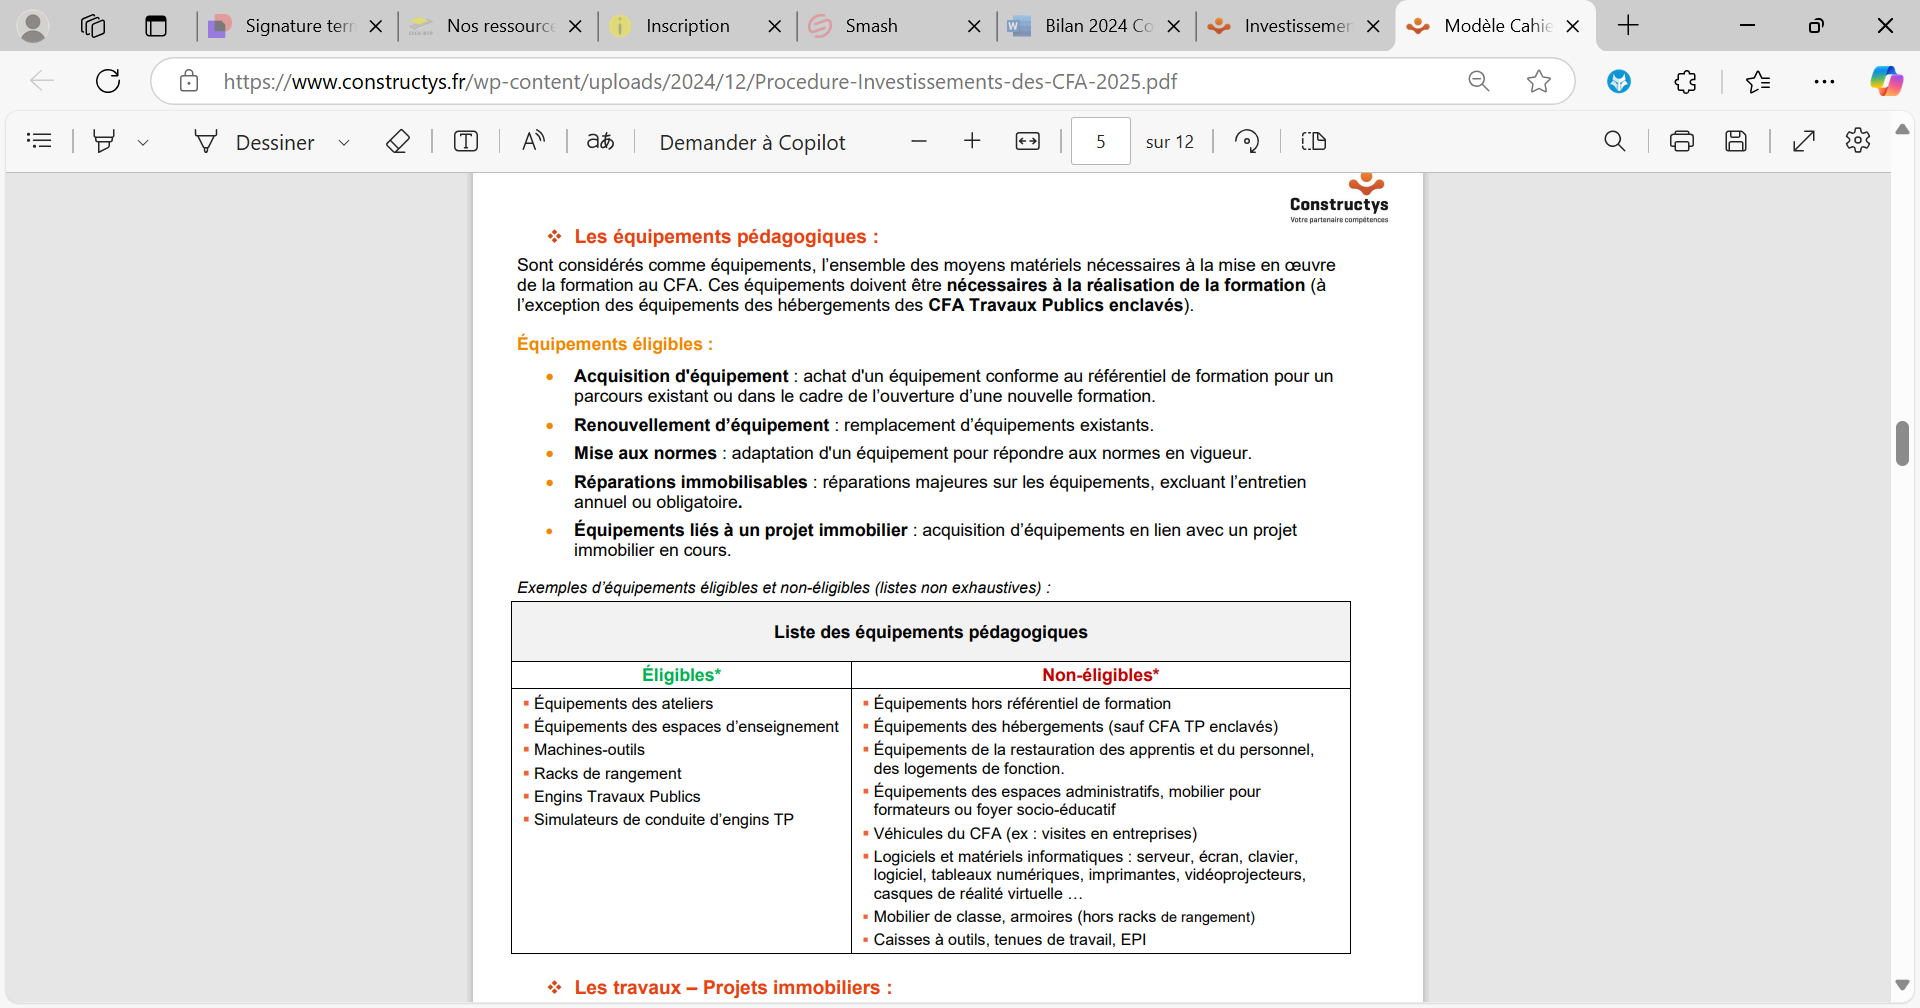 Signature tern
Nos ressource
Inscription
Smash
Bilan 2024 Co
Investissemen
Modèle Cahie
https://www.constructys.fr/wp-content/uploads/2024/12/Procedure-Investissements-des-CFA-2025.pdf
Dessiner
Demander à Copilot
5 sur 12
Constructys
Votre partenaire compétences
❖ Les équipements pédagogiques :
Sont considérés comme équipements, l’ensemble des moyens matériels nécessaires à la mise en œuvre
de la formation au CFA. Ces équipements doivent être nécessaires à la réalisation de la formation (à
l’exception des équipements des hébergements des CFA Travaux Publics enclavés).
Équipements éligibles :
• Acquisition d'équipement : achat d'un équipement conforme au référentiel de formation pour un
parcours existant ou dans le cadre de l’ouverture d’une nouvelle formation.
• Renouvellement d’équipement : remplacement d’équipements existants.
• Mise aux normes : adaptation d'un équipement pour répondre aux normes en vigueur.
• Réparations immobilisables : réparations majeures sur les équipements, excluant l’entretien
annuel ou obligatoire.
• Équipements liés à un projet immobilier : acquisition d’équipements en lien avec un projet
immobilier en cours.
Exemples d’équipements éligibles et non-éligibles (listes non exhaustives) :
Liste des équipements pédagogiques
Éligibles*
▪ Équipements des ateliers
▪ Équipements des espaces d’enseignement
▪ Machines-outils
▪ Racks de rangement
▪ Engins Travaux Publics
▪ Simulateurs de conduite d’engins TP
Non-éligibles*
▪ Équipements hors référentiel de formation
▪ Équipements des hébergements (sauf CFA TP enclavés)
▪ Équipements de la restauration des apprentis et du personnel,
des logements de fonction.
▪ Équipements des espaces administratifs, mobilier pour
formateurs ou foyer socio-éducatif
▪ Véhicules du CFA (ex : visites en entreprises)
▪ Logiciels et matériels informatiques : serveur, écran, clavier,
logiciel, tableaux numériques, imprimantes, vidéoprojecteurs,
casques de réalité virtuelle …
▪ Mobilier de classe, armoires (hors racks de rangement)
▪ Caisses à outils, tenues de travail, EPI
❖ Les travaux – Projets immobiliers :